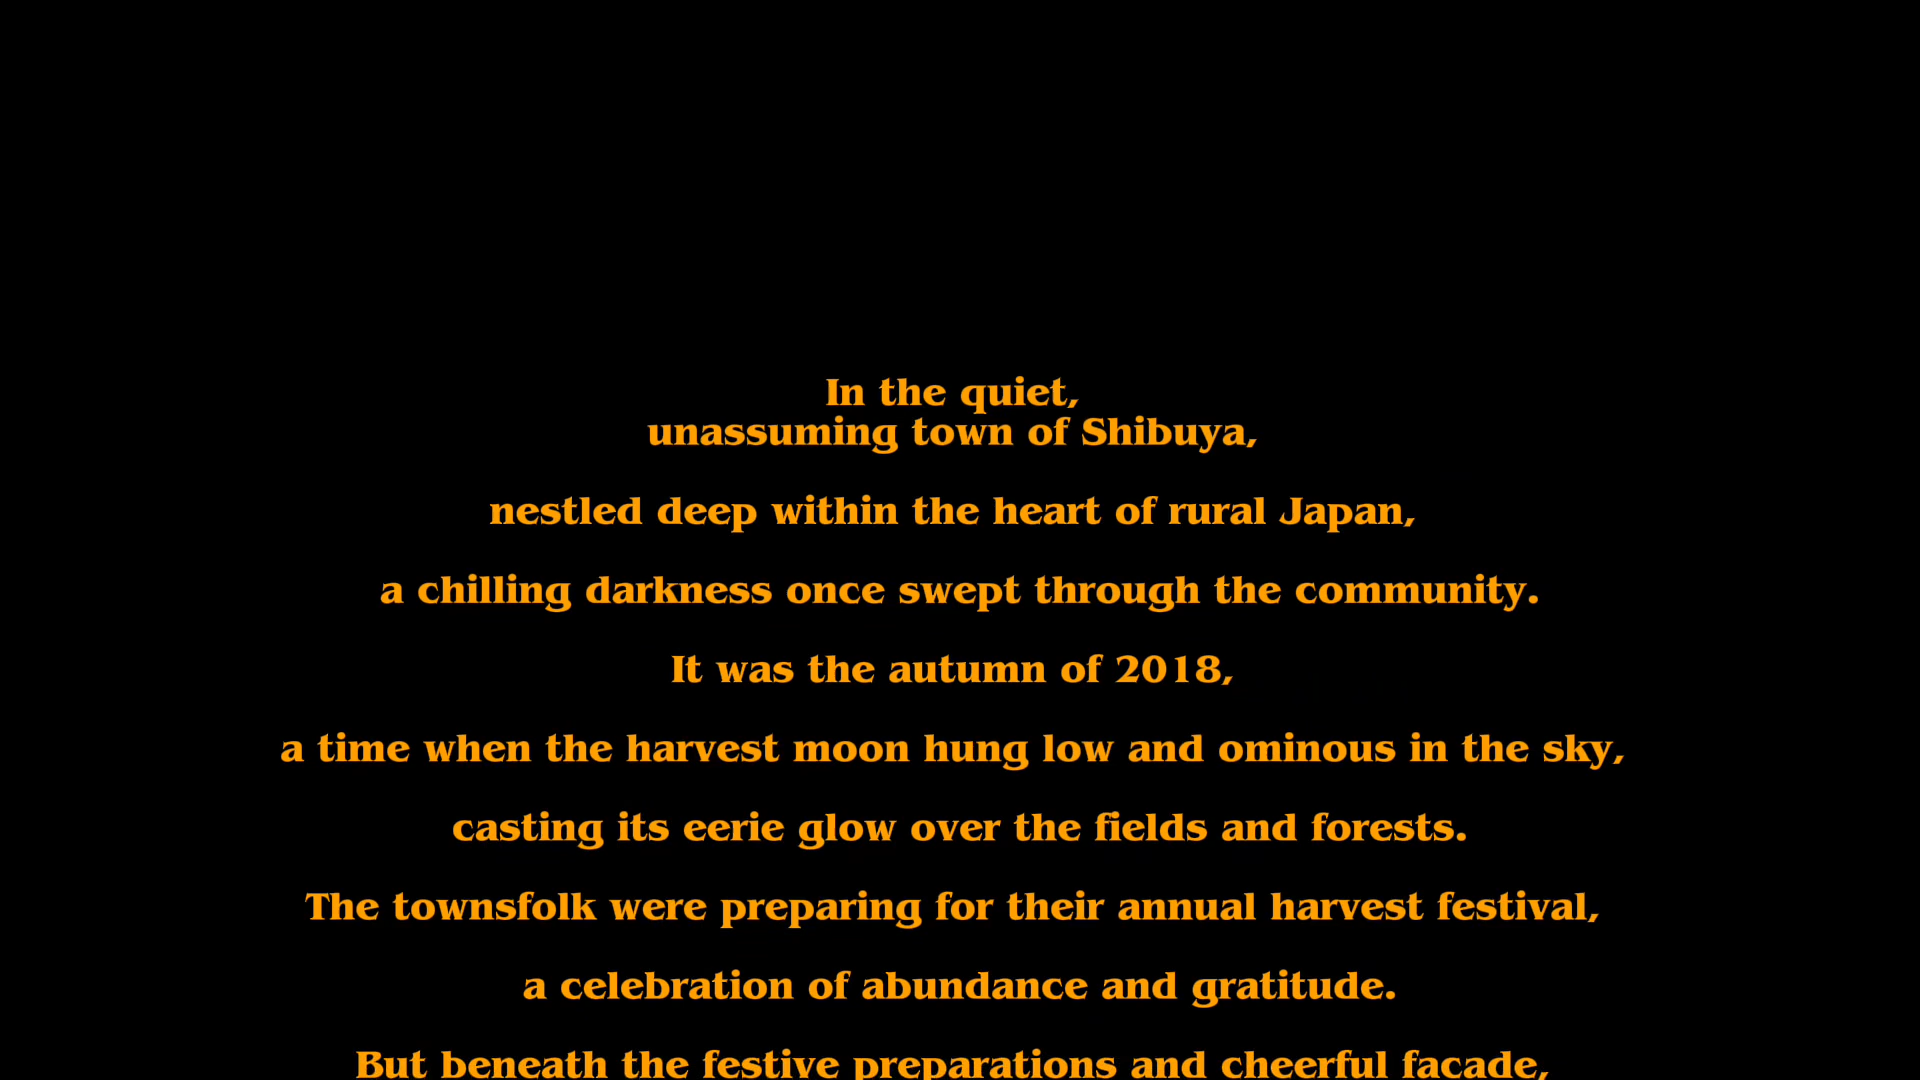 In the quiet,
unassuming town of Shibuya,
nestled deep within the heart of rural Japan,
a chilling darkness once swept through the community.
It was the autumn of 2018,
a time when the harvest moon hung low and ominous in the sky,
casting its eerie glow over the fields and forests.
The townsfolk were preparing for their annual harvest festival,
a celebration of abundance and gratitude.
But beneath the festive preparations and cheerful facade,